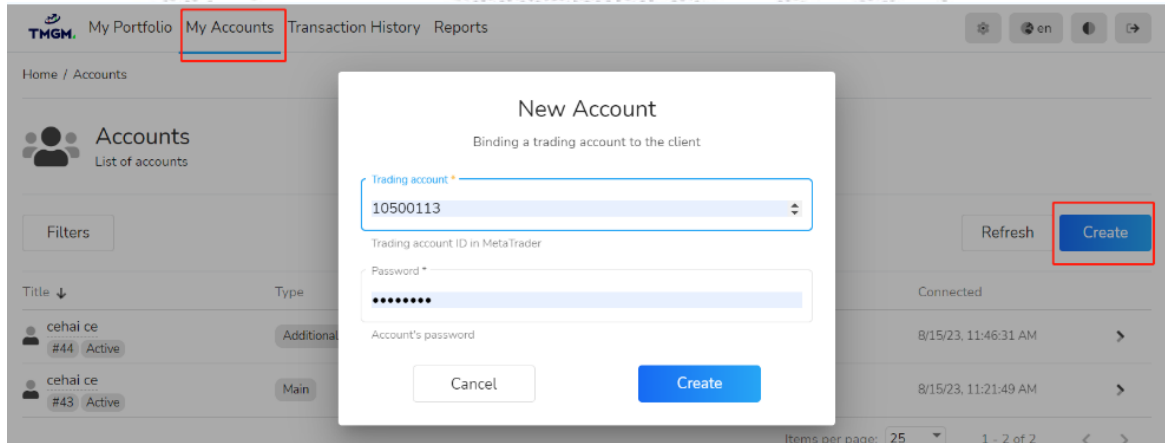 TMGM. My Portfolio My Accounts Transaction History Reports en
Home / Accounts
Accounts
List of accounts
New Account
Binding a trading account to the client
Trading account *
10500113
Trading account ID in MetaTrader
Password *
••••••••
Account's password
Cancel Create
Filters Refresh Create
Title Type Connected
cehai ce
#44 Active Additional 8/15/23, 11:46:31 AM
cehai ce
#43 Active Main 8/15/23, 11:21:49 AM
Items per page: 25 1 - 2 of 2